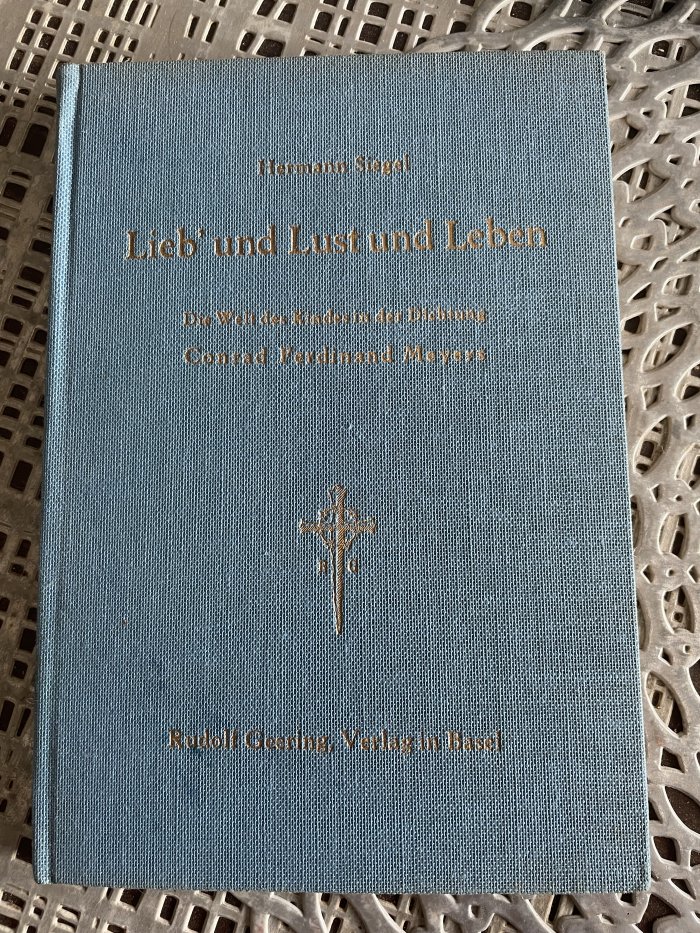 Hermann Siegel
Lieb' und Lust und Leben
Die Welt des Kindes in der Dichtung
Conrad Ferdinand Meyers
R G
Rudolf Geering, Verlag in Basel